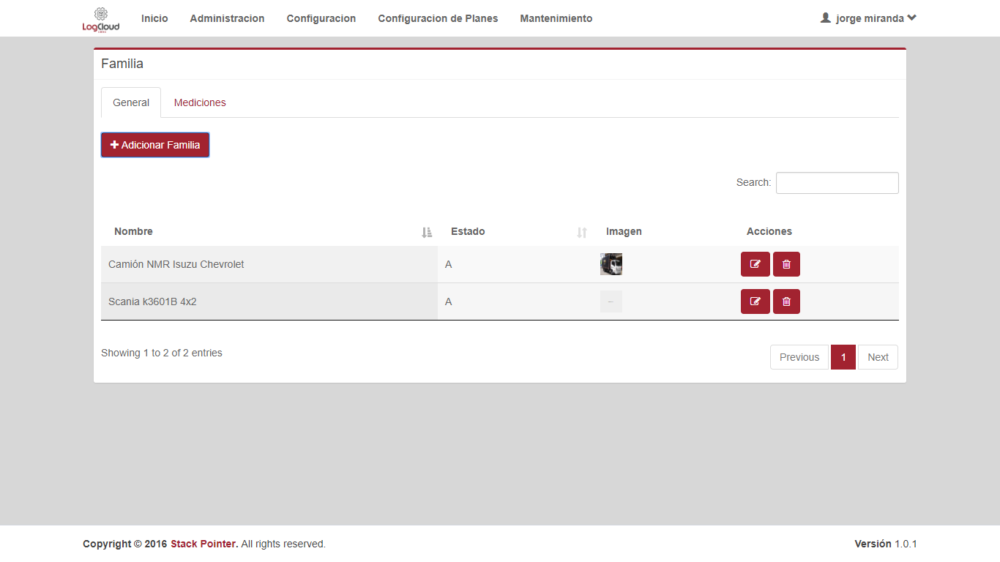 LogCloud
Inicio Administracion Configuracion Configuracion de Planes Mantenimiento jorge miranda
Familia
General Mediciones
Adicionar Familia
Search:
Nombre Estado Imagen Acciones
Camión NMR Isuzu Chevrolet A
Scania k3601B 4x2 A
Showing 1 to 2 of 2 entries
Previous 1 Next
Copyright © 2016 Stack Pointer. All rights reserved. Versión 1.0.1